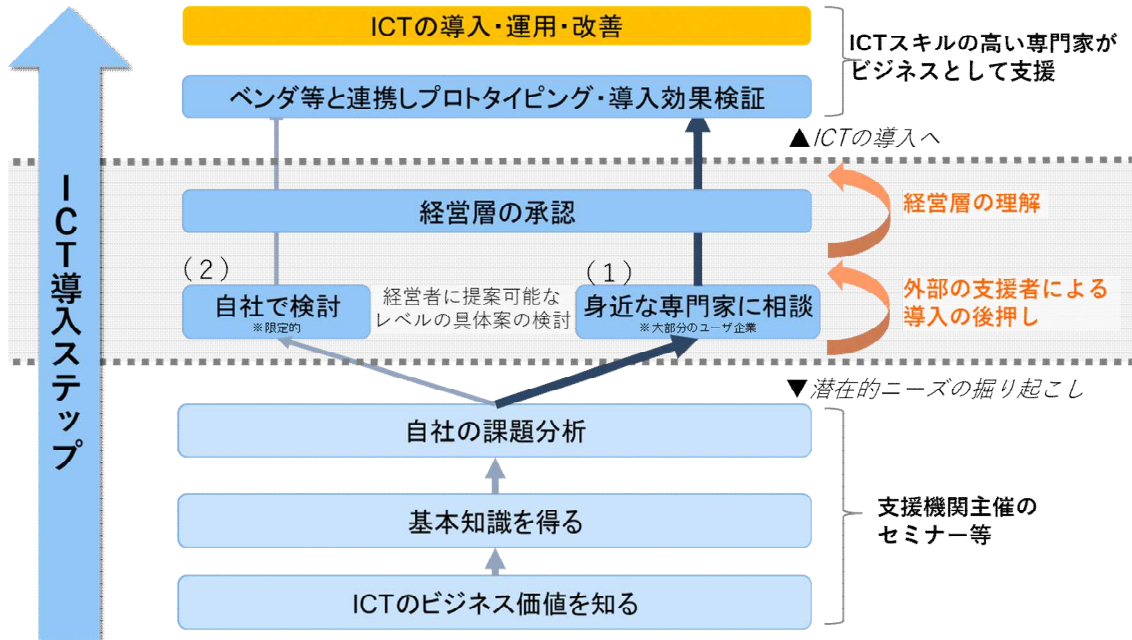 ICTの導入・運用・改善
ICTスキルの高い専門家が
ビジネスとして支援
ベンダ等と連携しプロトタイピング・導入効果検証
▲ICTの導入へ
ICT導入ステップ
経営層の承認
経営層の理解
(2)
(1)
自社で検討
※限定的
経営者に提案可能な
レベルの具体案の検討
身近な専門家に相談
※大部分のユーザ企業
外部の支援者による
導入の後押し
▼潜在的ニーズの掘り起こし
自社の課題分析
基本知識を得る
支援機関主催の
セミナー等
ICTのビジネス価値を知る